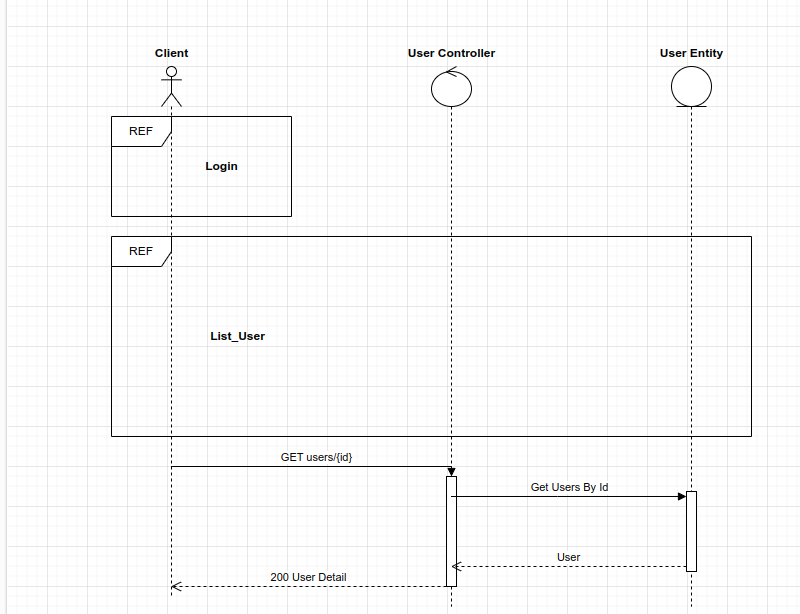 Client
User Controller
User Entity
REF
Login
REF
List_User
GET users/{id}
Get Users By Id
User
200 User Detail